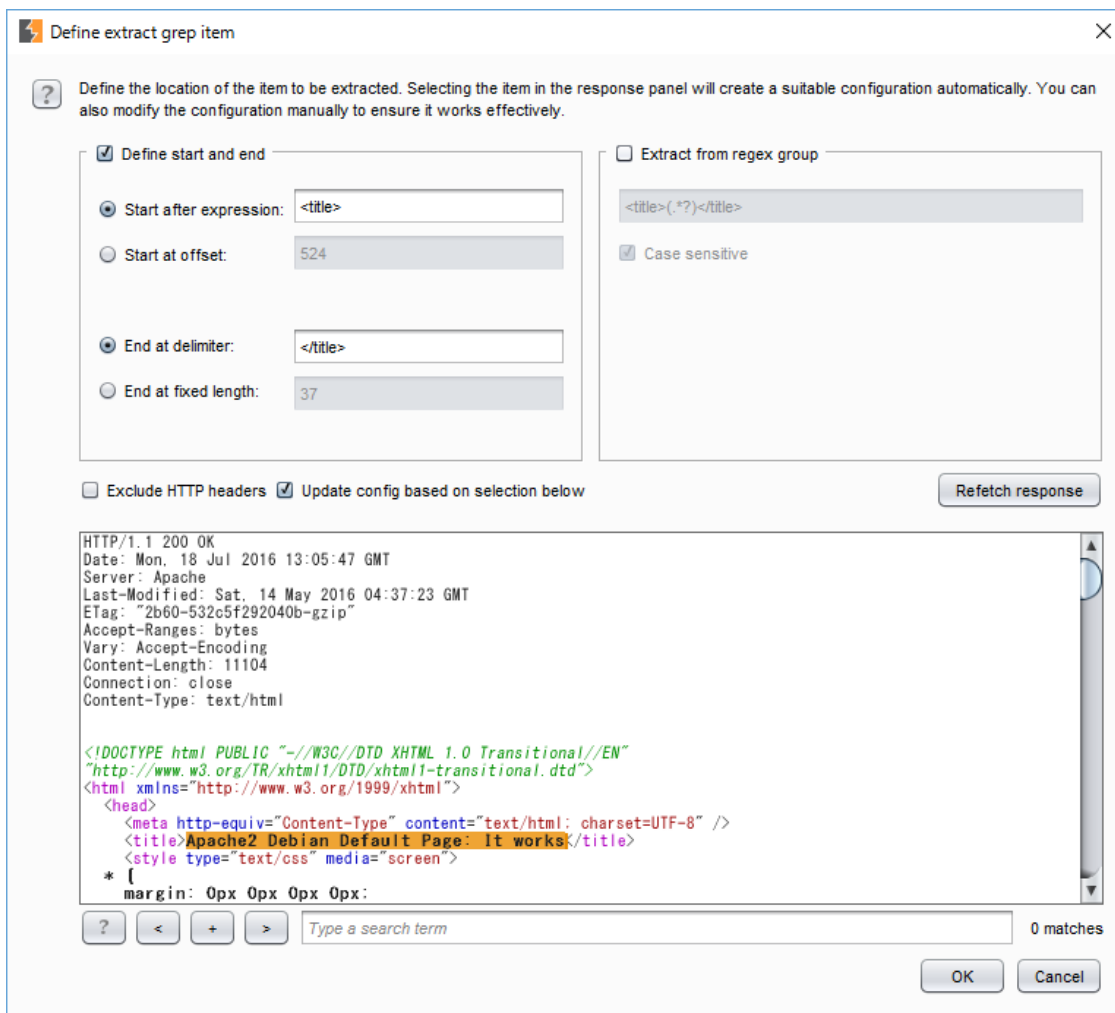 Define extract grep item
Define the location of the item to be extracted. Selecting the item in the response panel will create a suitable configuration automatically. You can
also modify the configuration manually to ensure it works effectively.
?
Define start and end
Start after expression: <title>
Start at offset: 524
End at delimiter: </title>
End at fixed length: 37
Extract from regex group
<title>(.*?)</title>
Case sensitive
Exclude HTTP headers Update config based on selection below
Refetch response
HTTP/1.1 200 OK
Date: Mon, 18 Jul 2016 13:05:47 GMT
Server: Apache
Last-Modified: Sat, 14 May 2016 04:37:23 GMT
ETag: "2b60-532c5f292040b-gzip"
Accept-Ranges: bytes
Vary: Accept-Encoding
Content-Length: 11104
Connection: close
Content-Type: text/html
<!DOCTYPE html PUBLIC "-//W3C//DTD XHTML 1.0 Transitional//EN"
"http://www.w3.org/TR/xhtml1/DTD/xhtml1-transitional.dtd">
<html xmlns="http://www.w3.org/1999/xhtml">
<head>
<meta http-equiv="Content-Type" content="text/html; charset=UTF-8" />
<title>Apache2 Debian Default Page: It works</title>
<style type="text/css" media="screen">
* {
margin: 0px 0px 0px 0px;
? < + > Type a search term 0 matches
OK Cancel